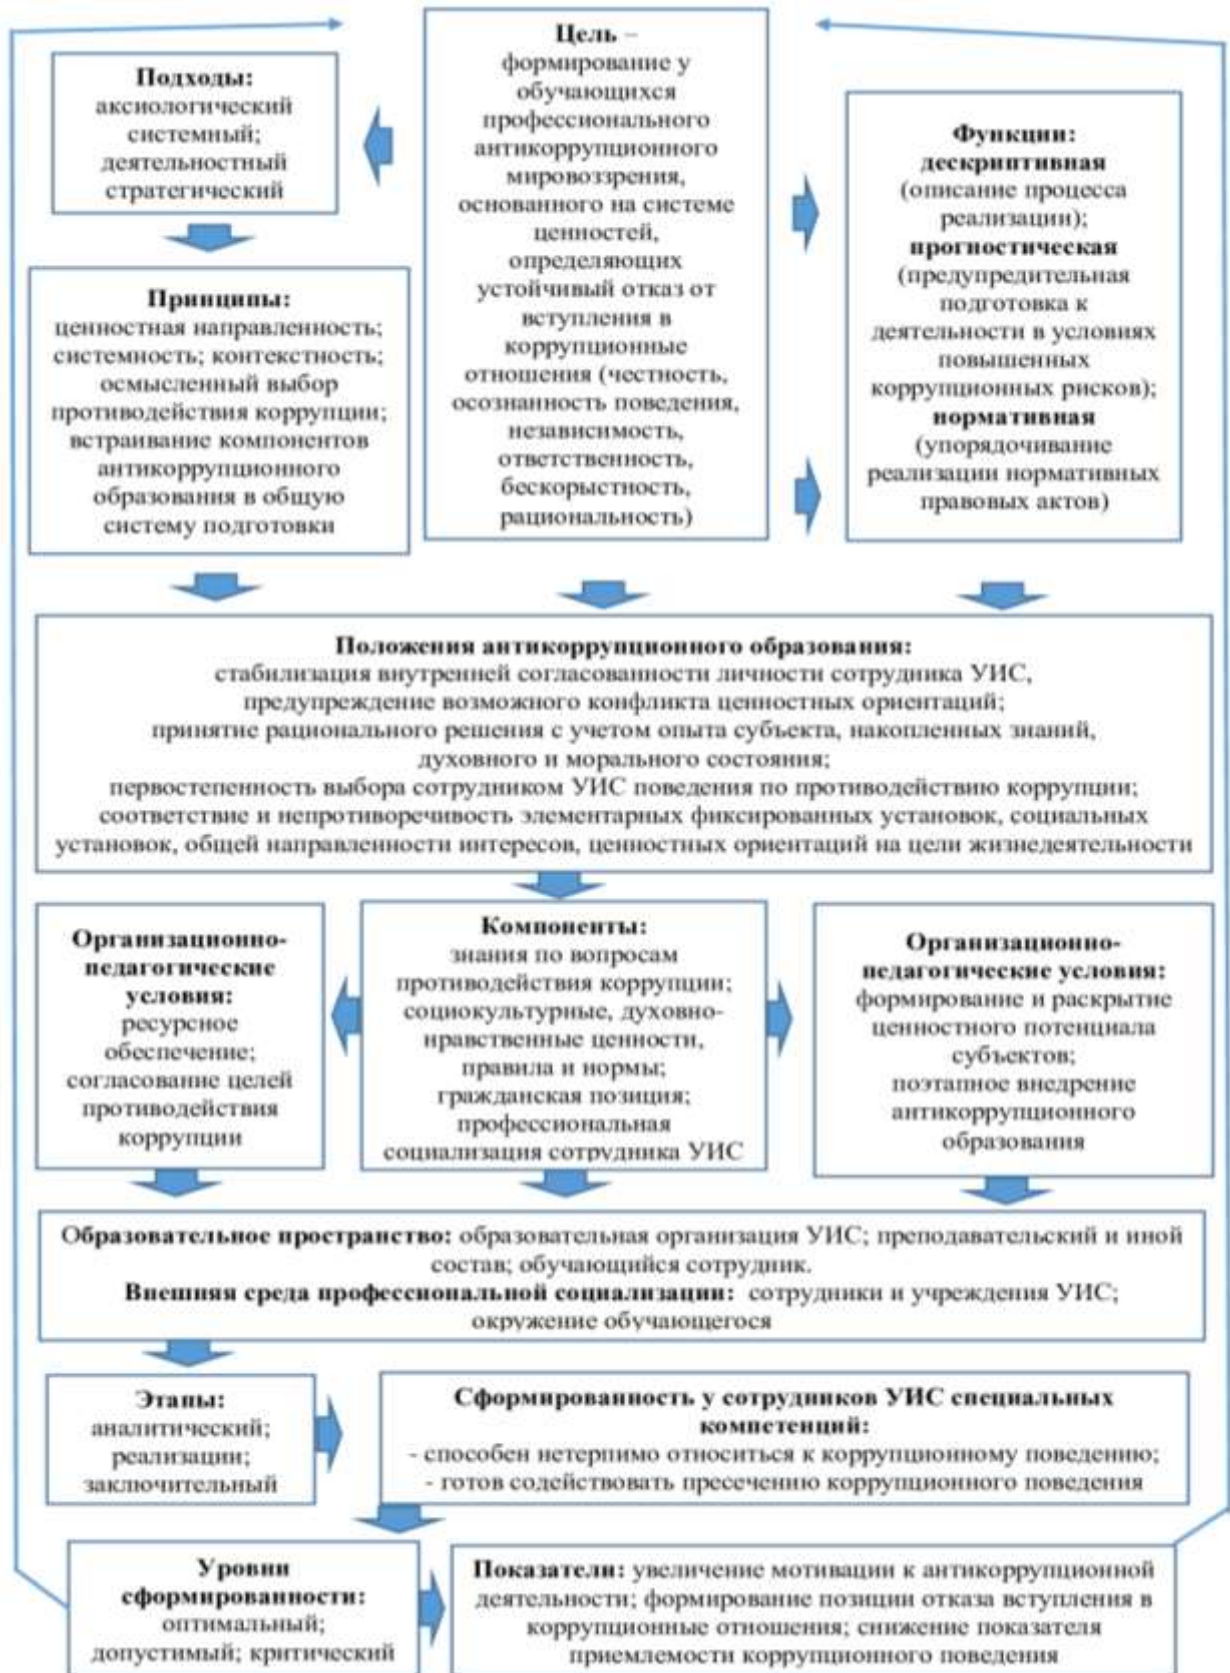 Цель –
формирование у
обучающихся
профессионального
антикоррупционного
мировоззрения,
основанного на системе
ценностей,
определяющих
устойчивый отказ от
вступления в
коррупционные
отношения (честность,
осознанность поведения,
независимость,
ответственность,
бескорыстность,
рациональность)
Подходы:
аксиологический
системный;
деятельностный
стратегический
Принципы:
ценностная направленность;
системность; контекстность;
осмысленный выбор
противодействия коррупции;
встраивание компонентов
антикоррупционного
образования в общую
систему подготовки
Функции:
дескриптивная
(описание процесса
реализации);
прогностическая
(предупредительная
подготовка к
деятельности в условиях
повышенных
коррупционных рисков);
нормативная
(упорядочивание
реализации нормативных
правовых актов)
Положения антикоррупционного образования:
стабилизация внутренней согласованности личности сотрудника УИС,
предупреждение возможного конфликта ценностных ориентаций;
принятие рационального решения с учетом опыта субъекта, накопленных знаний,
духовного и морального состояния;
первостепенность выбора сотрудником УИС поведения по противодействию коррупции;
соответствие и непротиворечивость элементарных фиксированных установок, социальных
установок, общей направленности интересов, ценностных ориентаций на цели жизнедеятельности
Организационно-
педагогические
условия:
ресурсное
обеспечение;
согласование целей
противодействия
коррупции
Компоненты:
знания по вопросам
противодействия коррупции;
социокультурные, духовно-
нравственные ценности,
правила и нормы;
гражданская позиция;
профессиональная
социализация сотрудника УИС
Организационно-
педагогические условия:
формирование и раскрытие
ценностного потенциала
субъектов;
поэтапное внедрение
антикоррупционного
образования
Образовательное пространство: образовательная организация УИС; преподавательский и иной
состав; обучающийся сотрудник.
Внешняя среда профессиональной социализации: сотрудники и учреждения УИС;
окружение обучающегося
Этапы:
аналитический;
реализации;
заключительный
Сформированность у сотрудников УИС специальных
компетенций:
- способен нетерпимо относиться к коррупционному поведению;
- готов содействовать пресечению коррупционного поведения
Уровни
сформированности:
оптимальный;
допустимый; критический
Показатели: увеличение мотивации к антикоррупционной
деятельности; формирование позиции отказа вступления в
коррупционные отношения; снижение показателя
приемлемости коррупционного поведения